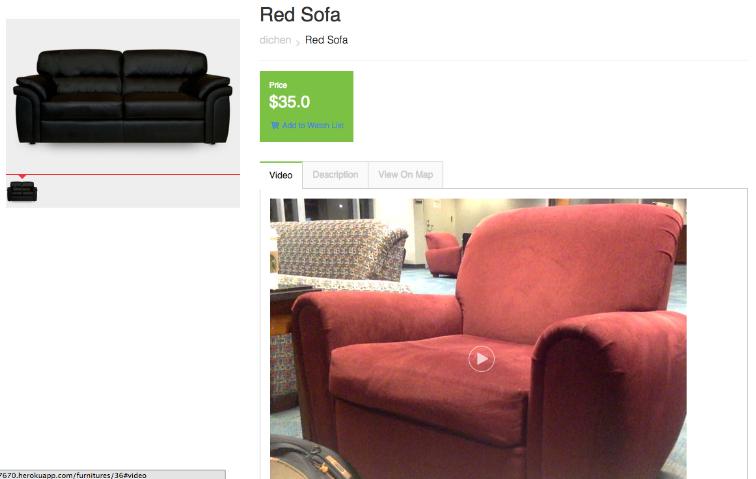 Red Sofa
dichen > Red Sofa
Price
$35.0
Add to Watch List
Video Description View On Map
7670.herokuapp.com/furnitures/36#video